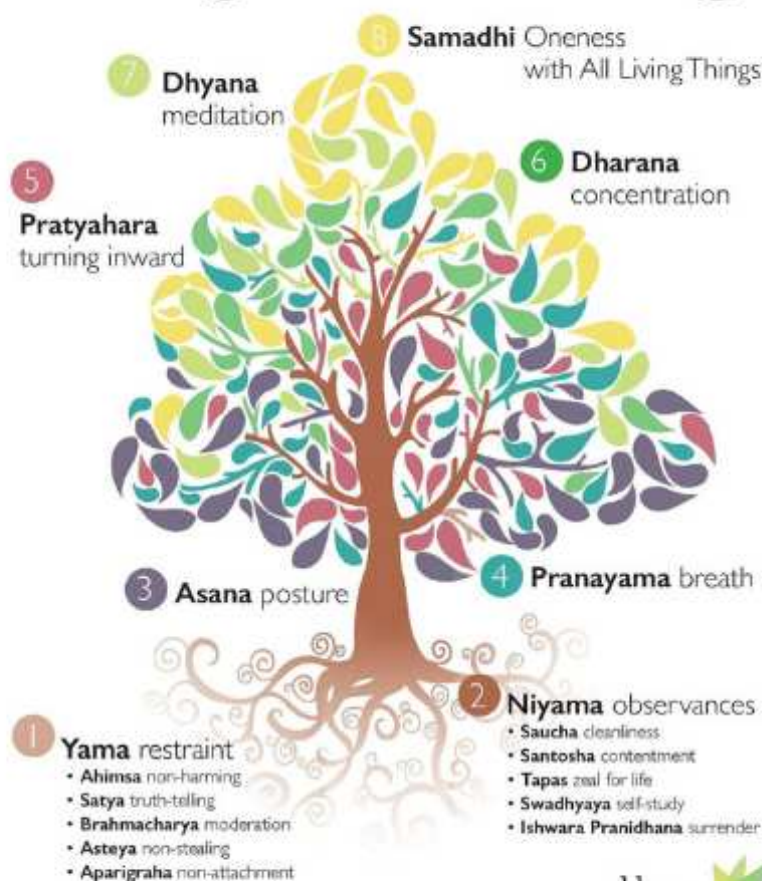 8 Samadhi Oneness
with All Living Things
7 Dhyana
meditation
6 Dharana
concentration
5
Pratyahara
turning inward
3 Asana posture
4 Pranayama breath
2 Niyama observances
• Saucha cleanliness
• Santosha contentment
• Tapas zeal for life
• Swadhyaya self-study
• Ishwara Pranidhana surrender
1 Yama restraint
• Ahimsa non-harming
• Satya truth-telling
• Brahmacharya moderation
• Asteya non-stealing
• Aparigraha non-attachment